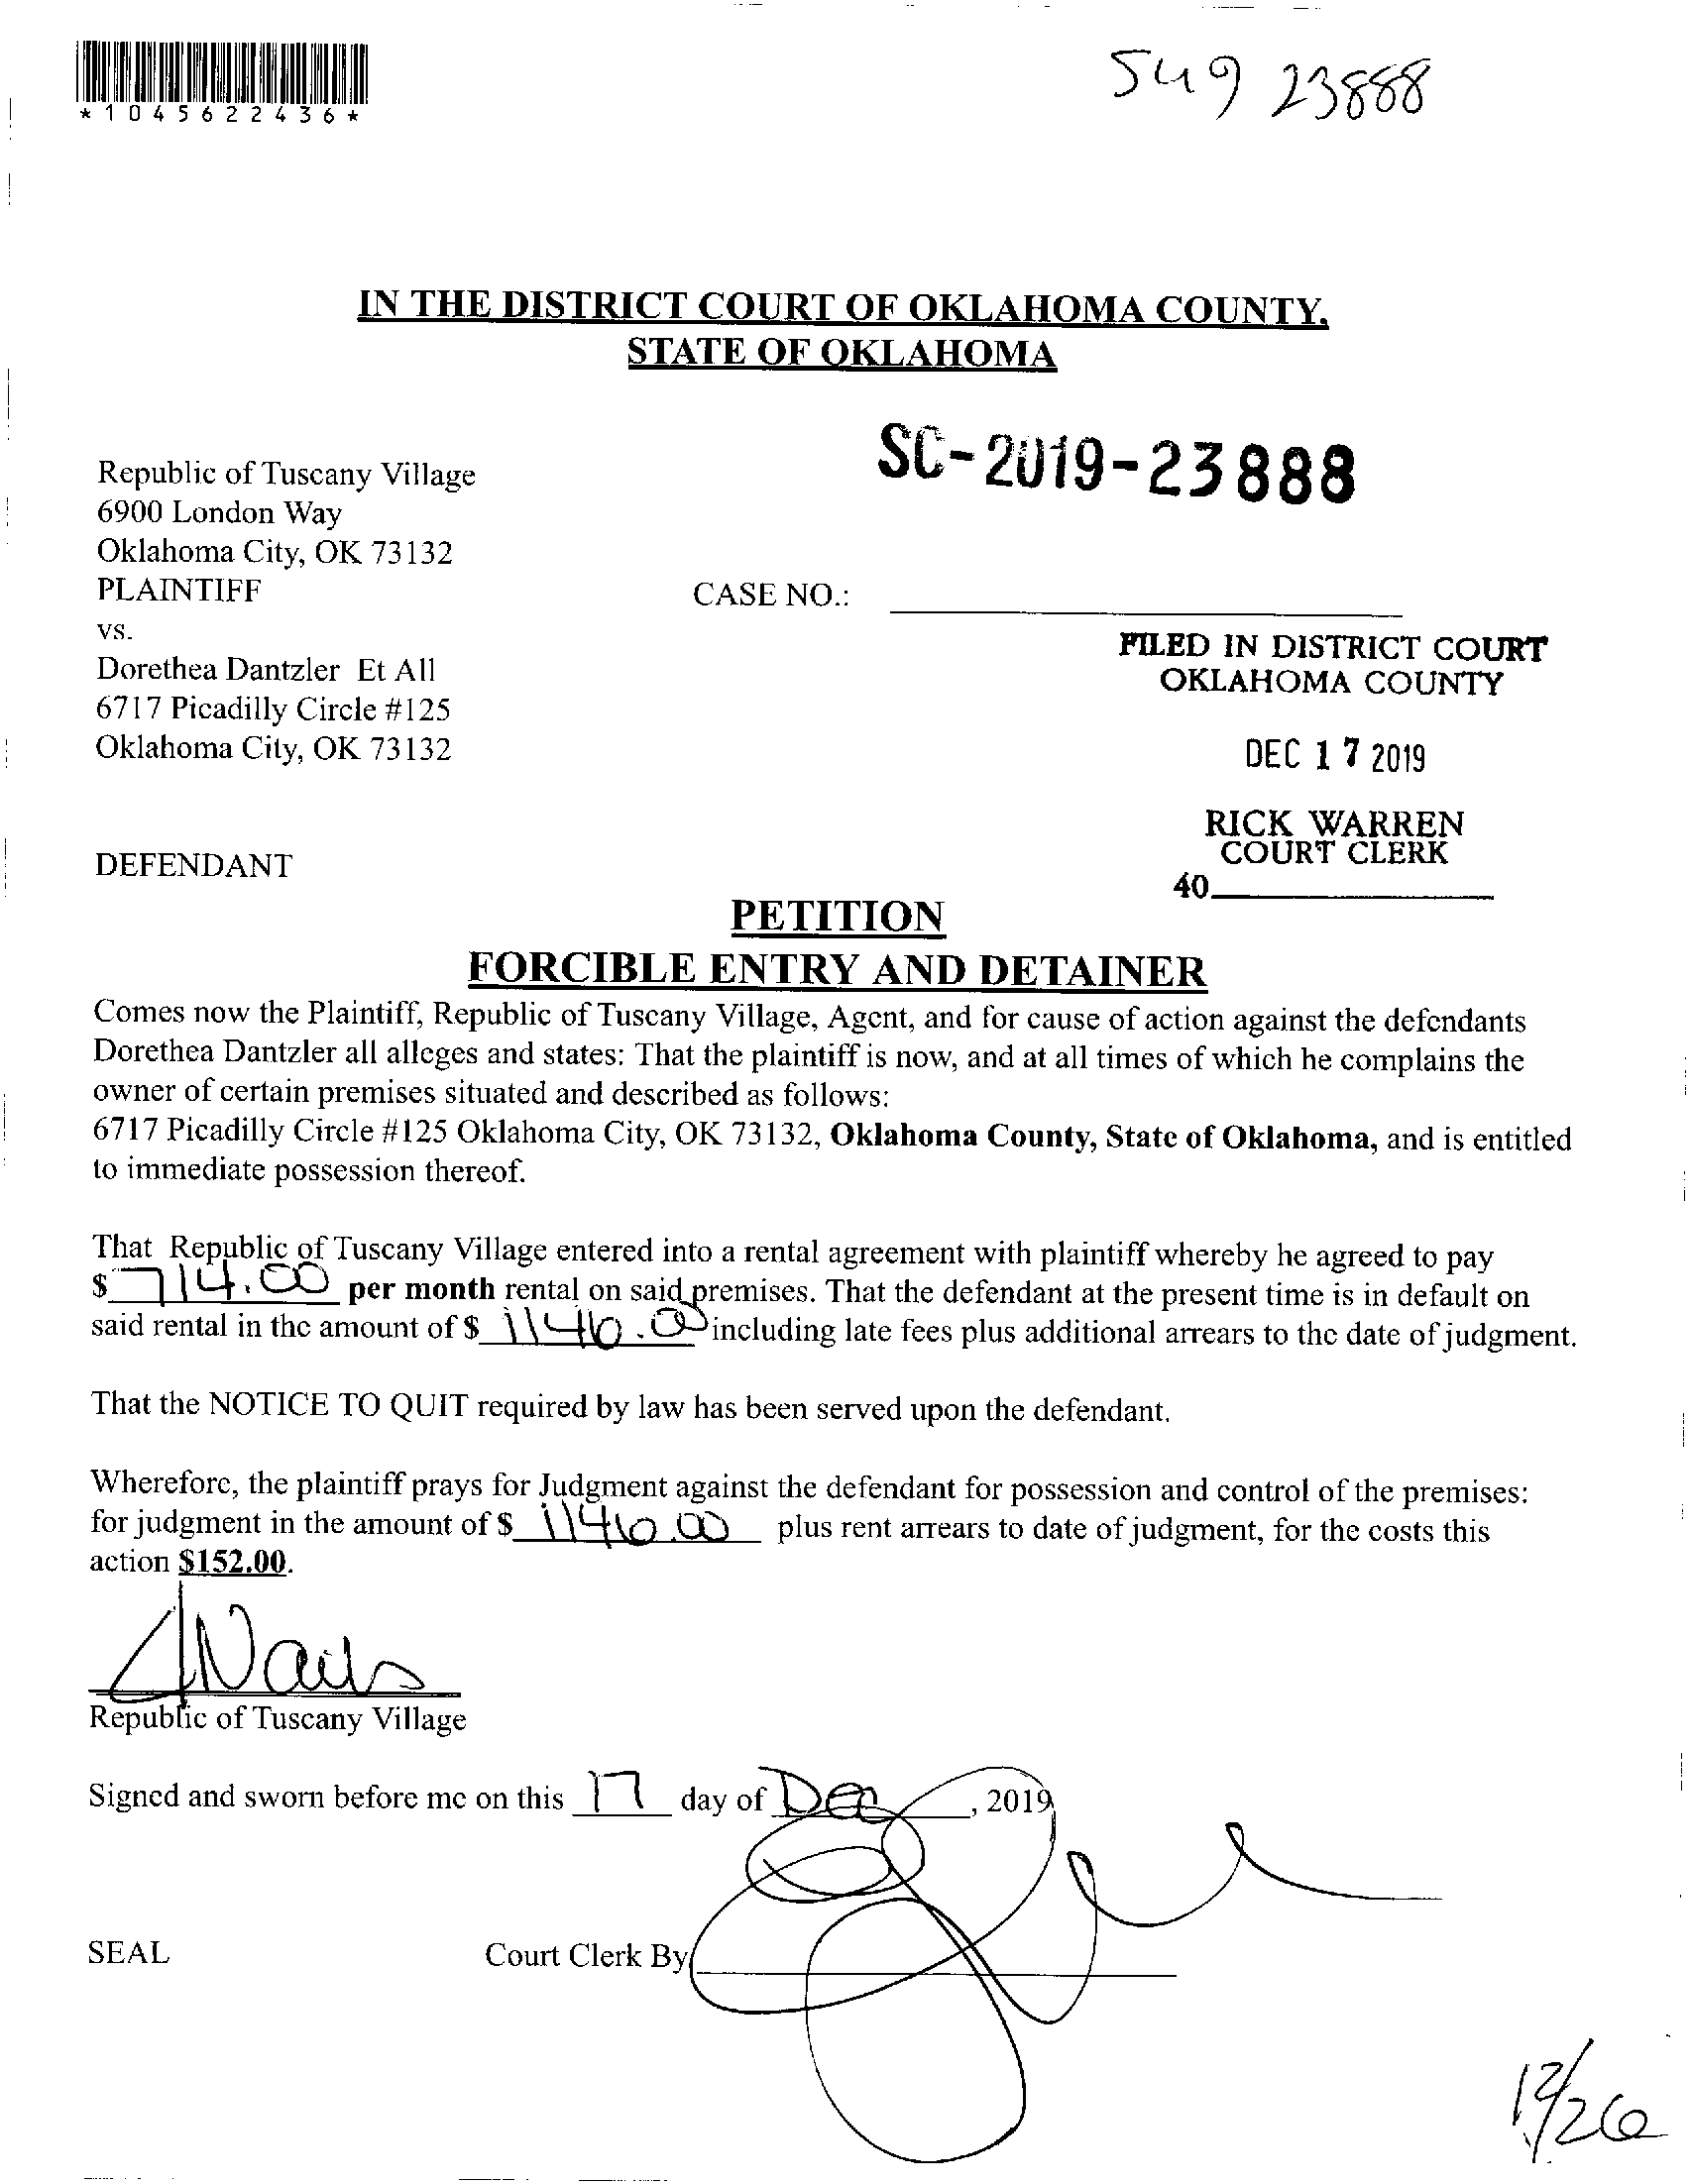 *1045622436*
IN THE DISTRICT COURT OF OKLAHOMA COUNTY,
STATE OF OKLAHOMA
SC-2019-23888
Republic of Tuscany Village
6900 London Way
Oklahoma City, OK 73132
PLAINTIFF
CASE NO.:
vs.
Dorethea Dantzler Et All
6717 Picadilly Circle #125
Oklahoma City, OK 73132
DEFENDANT
FILED IN DISTRICT COURT
OKLAHOMA COUNTY
DEC 17 2019
RICK WARREN
COURT CLERK
40
PETITION
FORCIBLE ENTRY AND DETAINER
Comes now the Plaintiff, Republic of Tuscany Village, Agent, and for cause of action against the defendants
Dorethea Dantzler all alleges and states: That the plaintiff is now, and at all times of which he complains the
owner of certain premises situated and described as follows:
6717 Picadilly Circle #125 Oklahoma City, OK 73132, Oklahoma County, State of Oklahoma, and is entitled
to immediate possession thereof.
That Republic of Tuscany Village entered into a rental agreement with plaintiff whereby he agreed to pay
$ 714.00 per month rental on said premises. That the defendant at the present time is in default on
said rental in the amount of $ 1146.00 including late fees plus additional arrears to the date of judgment.
That the NOTICE TO QUIT required by law has been served upon the defendant.
Wherefore, the plaintiff prays for Judgment against the defendant for possession and control of the premises:
for judgment in the amount of $ 1146.00 plus rent arrears to date of judgment, for the costs this
action $152.00.
Republic of Tuscany Village
Signed and sworn before me on this 17 day of Dec, 2019
SEAL
Court Clerk By
12/26